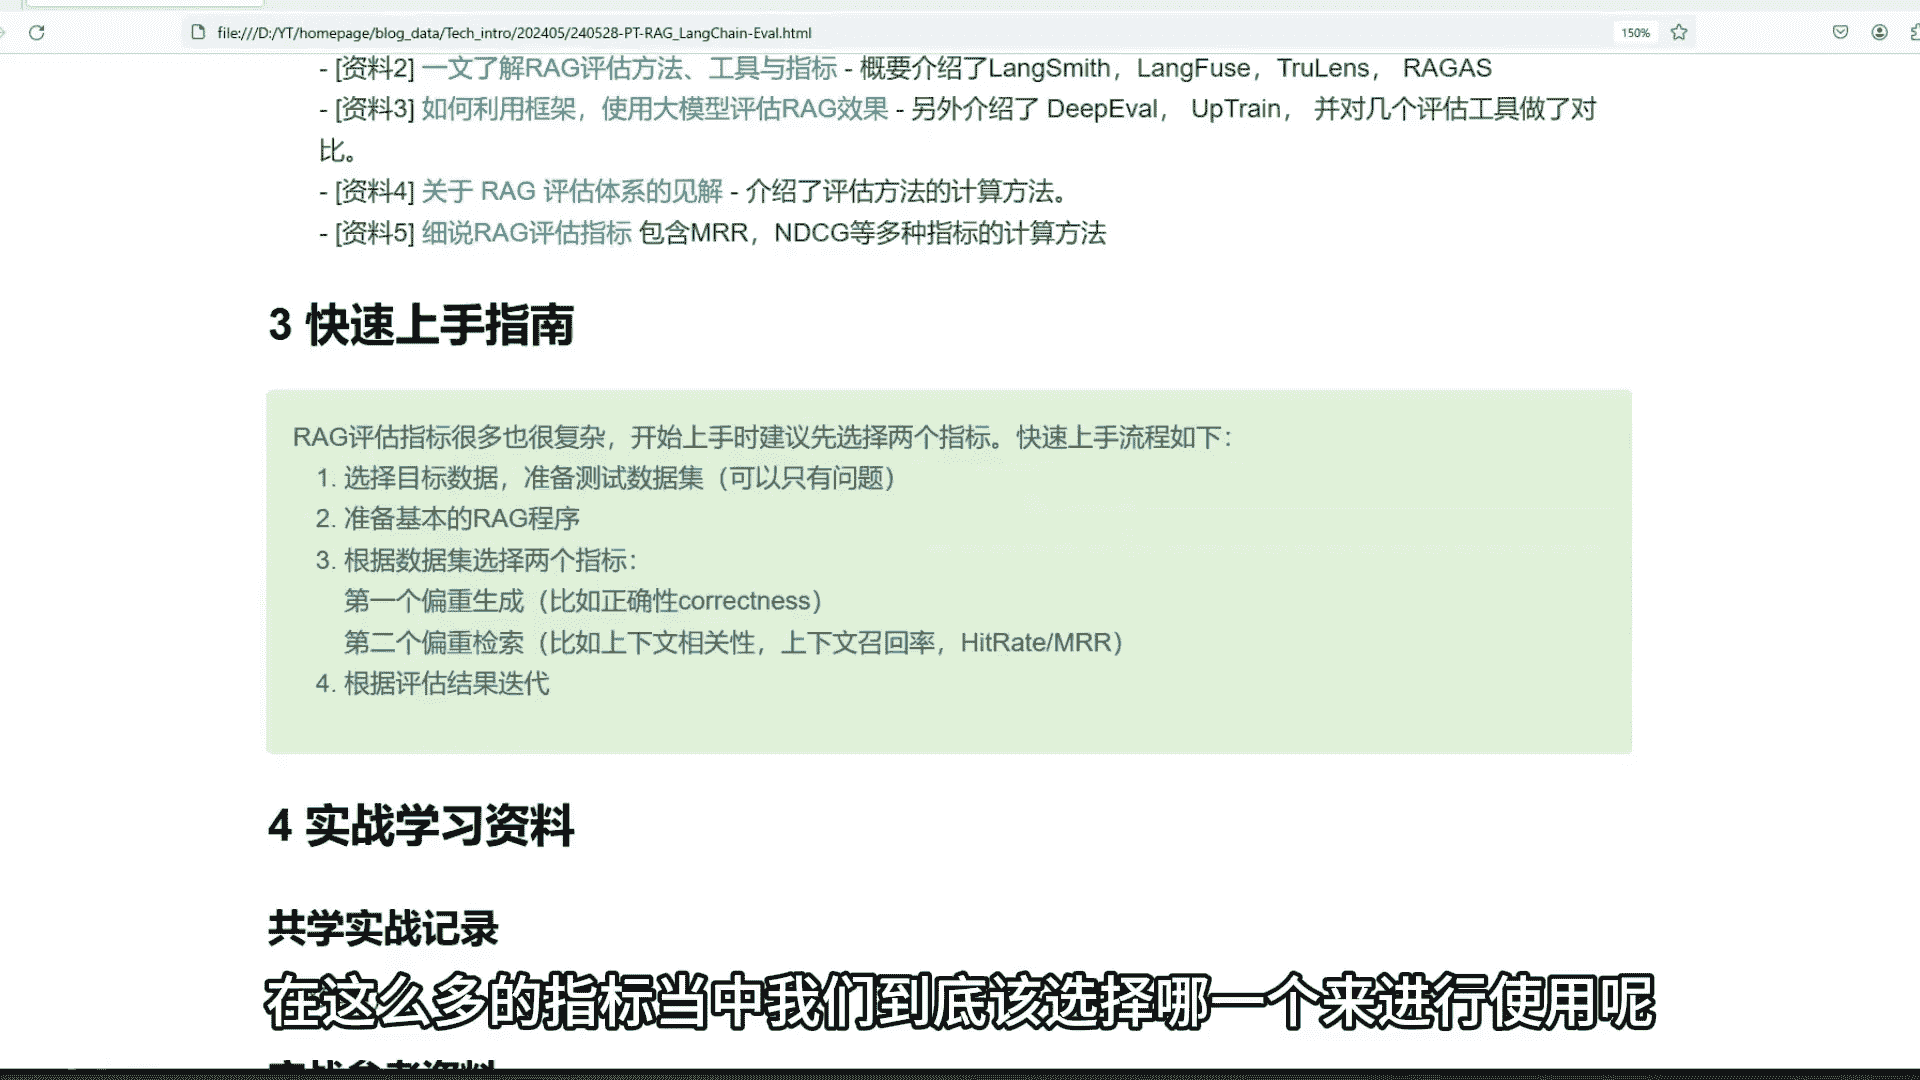 file:///D:/YT/homepage/blog_data/Tech_intro/202405/240528-PT-RAG_LangChain-Eval.html
150%
- [资料2] 一文了解RAG评估方法、工具与指标 - 概要介绍了LangSmith，LangFuse，TruLens， RAGAS
- [资料3] 如何利用框架，使用大模型评估RAG效果 - 另外介绍了 DeepEval， UpTrain， 并对几个评估工具做了对
比。
- [资料4] 关于 RAG 评估体系的见解 - 介绍了评估方法的计算方法。
- [资料5] 细说RAG评估指标 包含MRR，NDCG等多种指标的计算方法
3 快速上手指南
RAG评估指标很多也很复杂，开始上手时建议先选择两个指标。快速上手流程如下：
1. 选择目标数据，准备测试数据集（可以只有问题）
2. 准备基本的RAG程序
3. 根据数据集选择两个指标：
第一个偏重生成（比如正确性correctness）
第二个偏重检索（比如上下文相关性，上下文召回率，HitRate/MRR）
4. 根据评估结果迭代
4 实战学习资料
共学实战记录
在这么多的指标当中我们到底该选择哪一个来进行使用呢